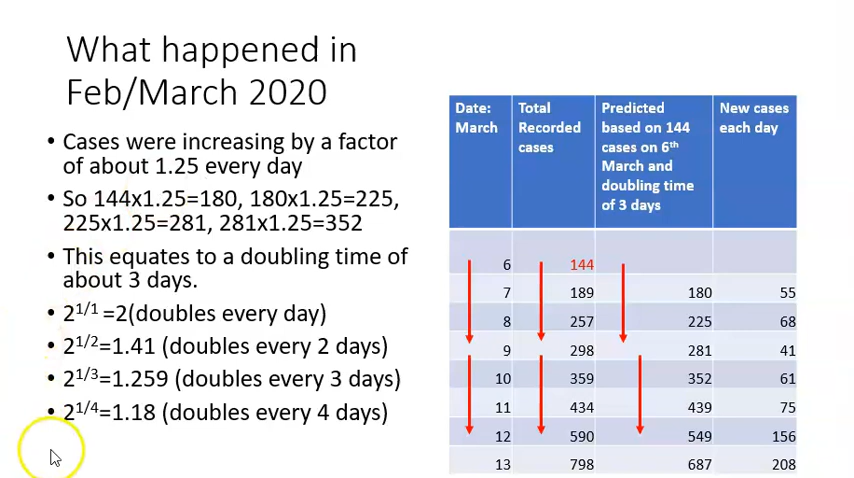 What happened in
Feb/March 2020
• Cases were increasing by a factor
of about 1.25 every day
• So 144x1.25=180, 180x1.25=225,
225x1.25=281, 281x1.25=352
• This equates to a doubling time of
about 3 days.
• 2^1/1 =2(doubles every day)
• 2^1/2=1.41 (doubles every 2 days)
• 2^1/3=1.259 (doubles every 3 days)
• 2^1/4=1.18 (doubles every 4 days)
Date: March | Total Recorded cases | Predicted based on 144 cases on 6th March and doubling time of 3 days | New cases each day
6 | 144
7 | 189 | 180 | 55
8 | 257 | 225 | 68
9 | 298 | 281 | 41
10 | 359 | 352 | 61
11 | 434 | 439 | 75
12 | 590 | 549 | 156
13 | 798 | 687 | 208